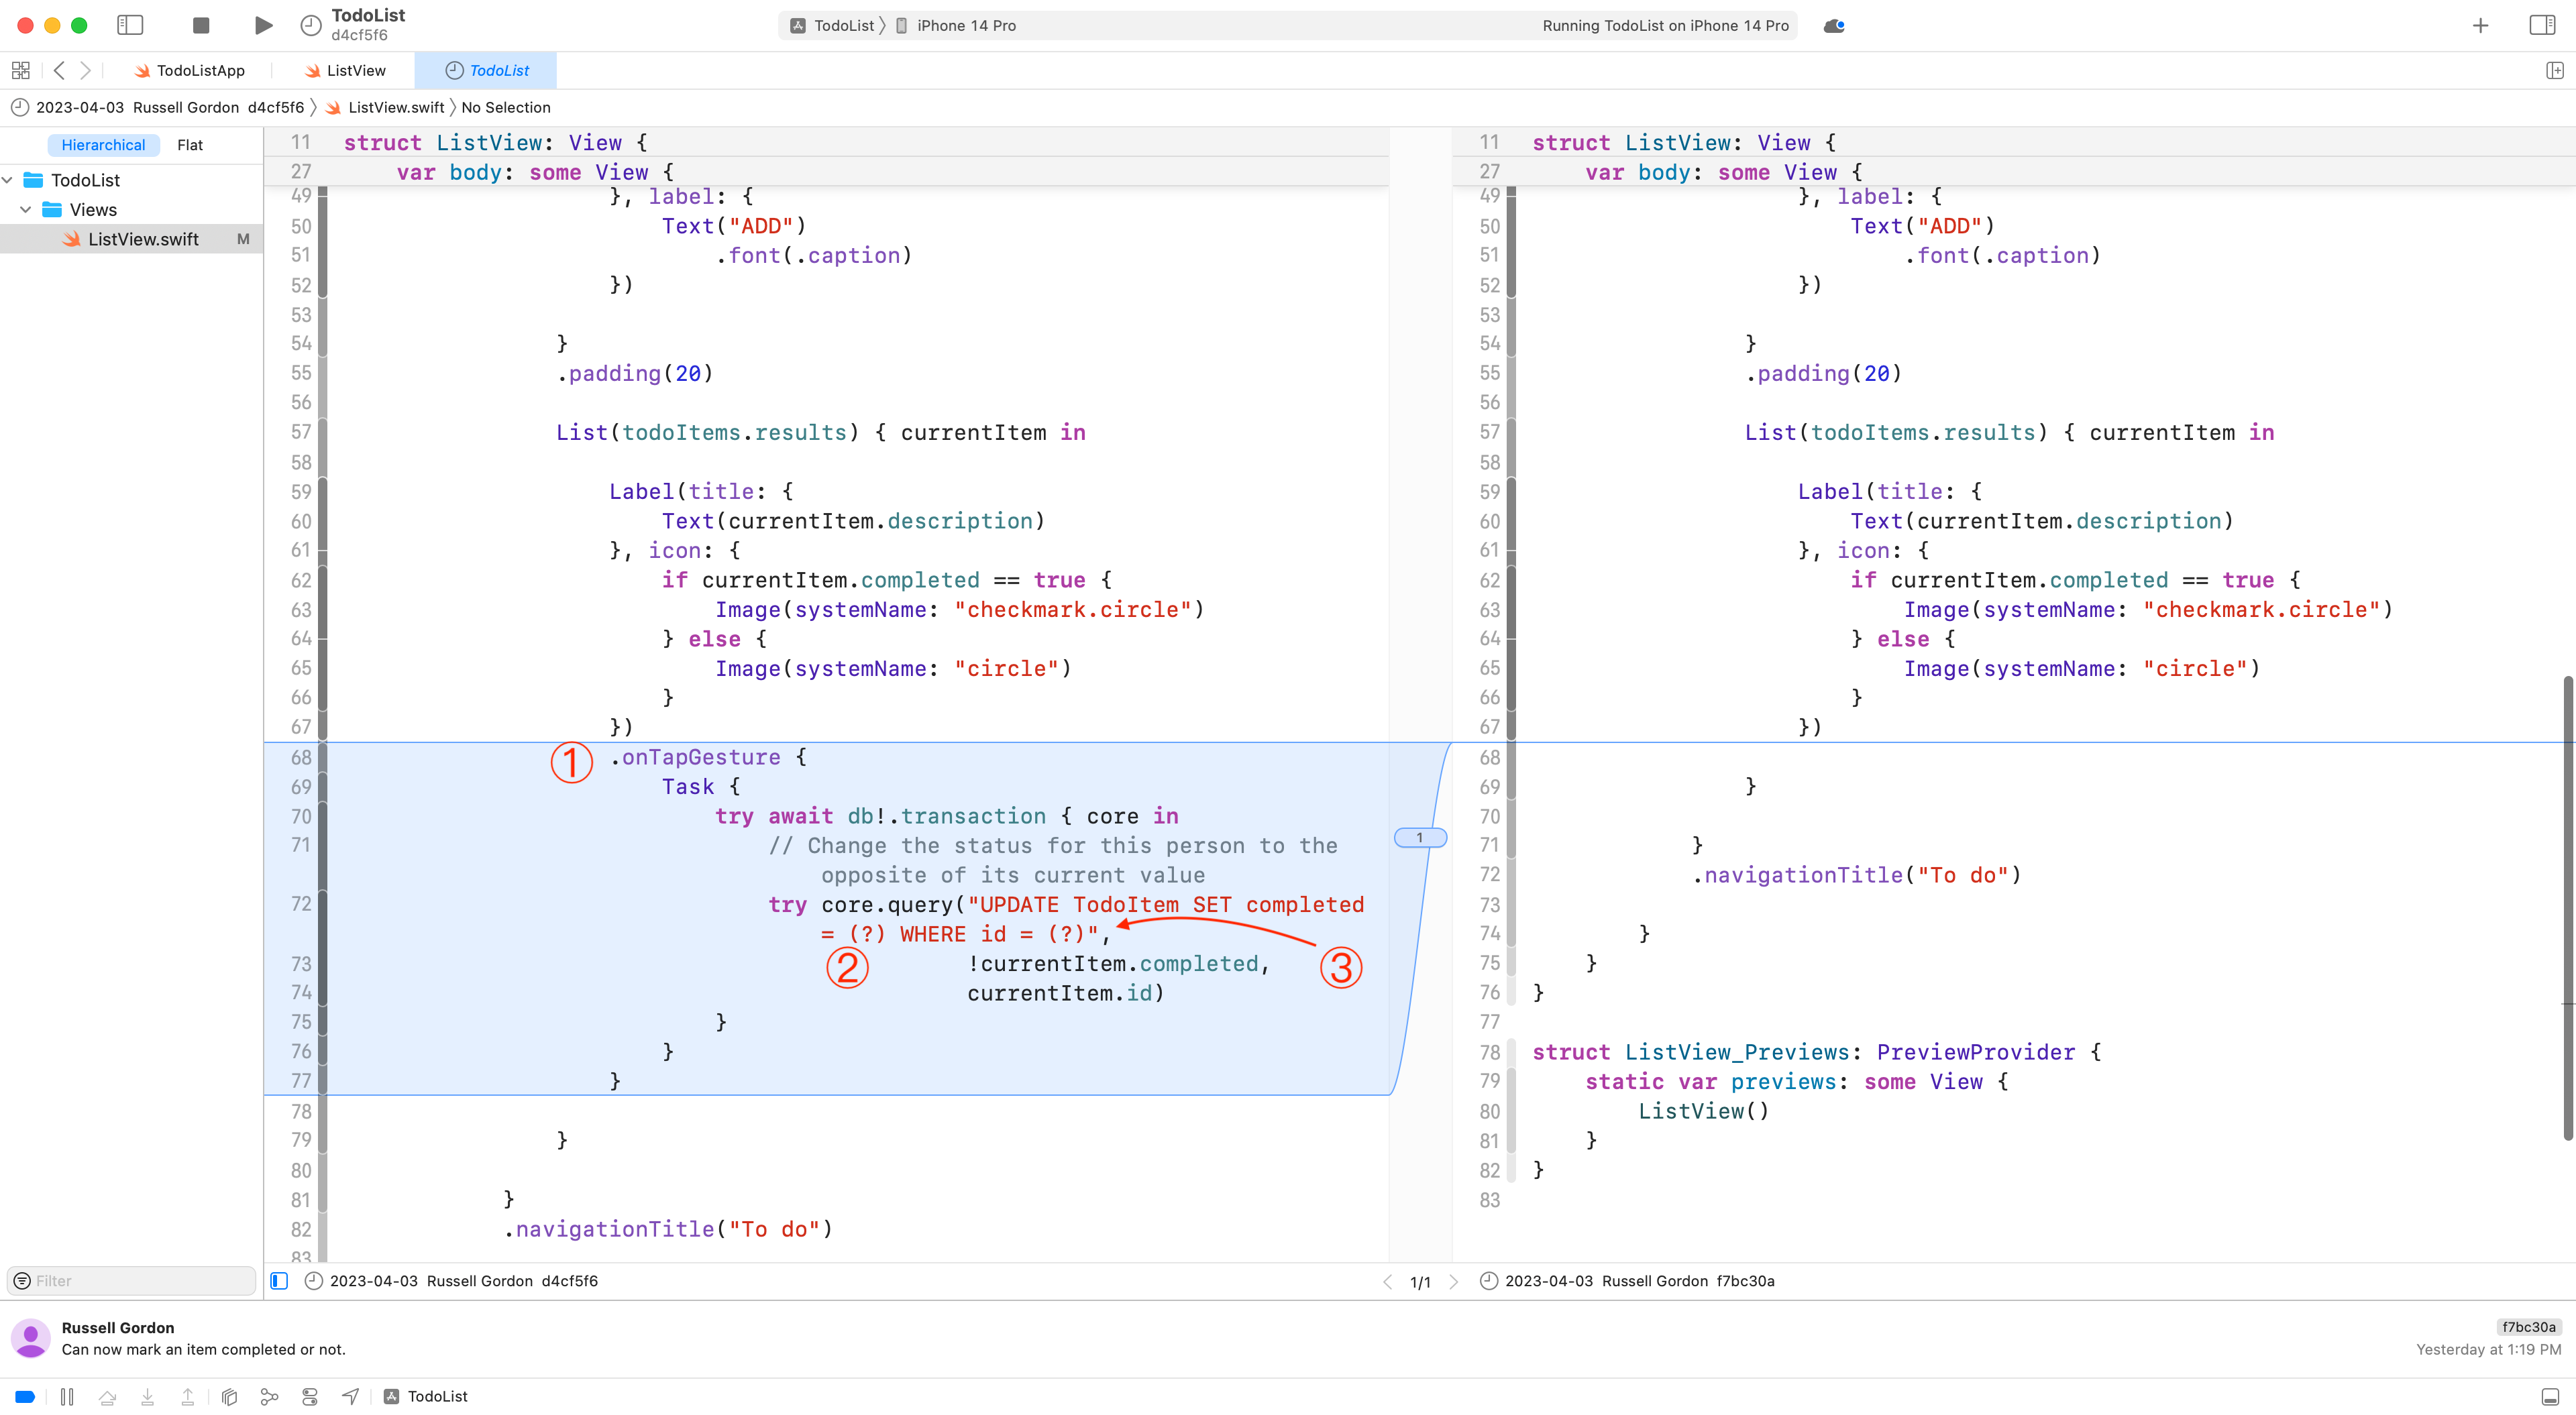 TodoList
d4cf5f6
TodoList 〉 iPhone 14 Pro
Running TodoList on iPhone 14 Pro
TodoListApp
ListView
TodoList
2023-04-03 Russell Gordon d4cf5f6 〉 ListView.swift 〉 No Selection
Hierarchical Flat
TodoList
Views
ListView.swift M
11 struct ListView: View {
27 var body: some View {
49 }, label: {
50 Text("ADD")
51 .font(.caption)
52 })
53
54 }
55 .padding(20)
56
57 List(todoItems.results) { currentItem in
58
59 Label(title: {
60 Text(currentItem.description)
61 }, icon: {
62 if currentItem.completed == true {
63 Image(systemName: "checkmark.circle")
64 } else {
65 Image(systemName: "circle")
66 }
67 })
68 ① .onTapGesture {
69 Task {
70 try await db!.transaction { core in
71 // Change the status for this person to the
opposite of its current value
72 try core.query("UPDATE TodoItem SET completed
= (?) WHERE id = (?)",
73 ② !currentItem.completed, ③
74 currentItem.id)
75 }
76 }
77 }
78
79 }
80
81 }
82 .navigationTitle("To do")
83
1
11 struct ListView: View {
27 var body: some View {
49 }, label: {
50 Text("ADD")
51 .font(.caption)
52 })
53
54 }
55 .padding(20)
56
57 List(todoItems.results) { currentItem in
58
59 Label(title: {
60 Text(currentItem.description)
61 }, icon: {
62 if currentItem.completed == true {
63 Image(systemName: "checkmark.circle")
64 } else {
65 Image(systemName: "circle")
66 }
67 })
68
69 }
70
71 }
72 .navigationTitle("To do")
73
74 }
75 }
76 }
77
78 struct ListView_Previews: PreviewProvider {
79 static var previews: some View {
80 ListView()
81 }
82 }
83
Filter
2023-04-03 Russell Gordon d4cf5f6
1/1
2023-04-03 Russell Gordon f7bc30a
Russell Gordon
Can now mark an item completed or not.
f7bc30a
Yesterday at 1:19 PM
TodoList